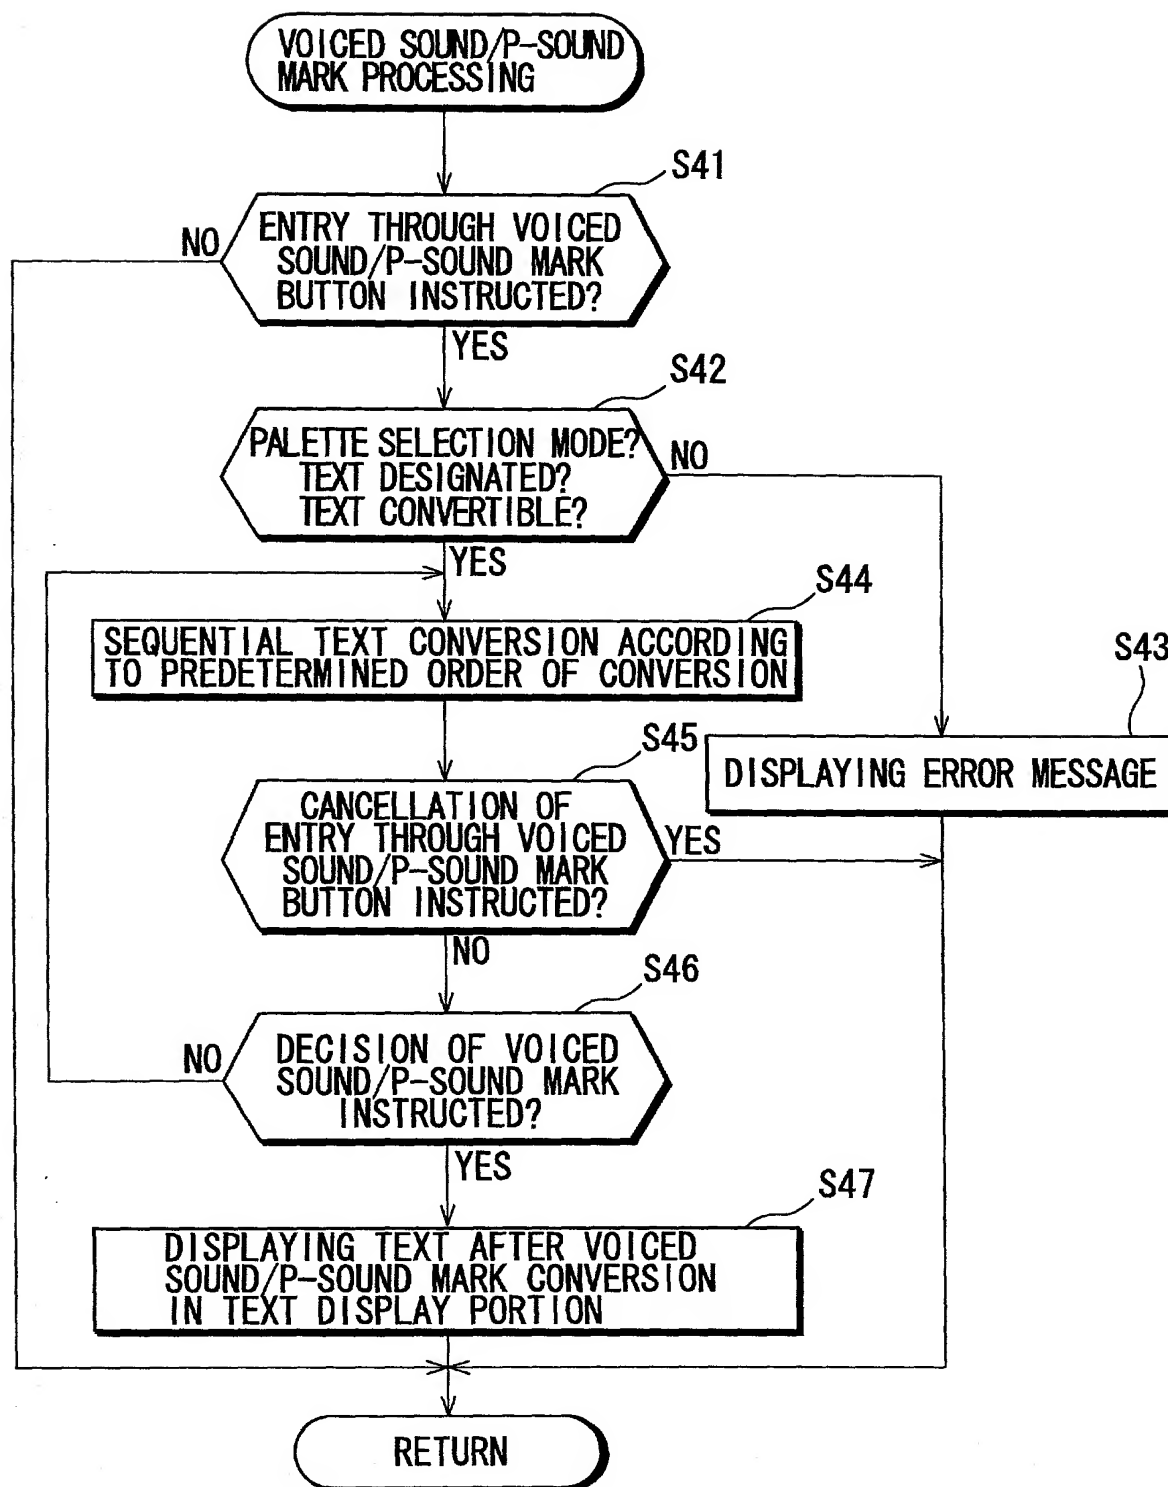 VOICED SOUND/P-SOUND
MARK PROCESSING
S41
ENTRY THROUGH VOICED
SOUND/P-SOUND MARK
BUTTON INSTRUCTED?
NO
YES
S42
PALETTE SELECTION MODE?
TEXT DESIGNATED?
TEXT CONVERTIBLE?
NO
YES
S44
SEQUENTIAL TEXT CONVERSION ACCORDING
TO PREDETERMINED ORDER OF CONVERSION
S43
DISPLAYING ERROR MESSAGE
S45
CANCELLATION OF
ENTRY THROUGH VOICED
SOUND/P-SOUND MARK
BUTTON INSTRUCTED?
YES
NO
S46
DECISION OF VOICED
SOUND/P-SOUND MARK
INSTRUCTED?
NO
YES
S47
DISPLAYING TEXT AFTER VOICED
SOUND/P-SOUND MARK CONVERSION
IN TEXT DISPLAY PORTION
RETURN